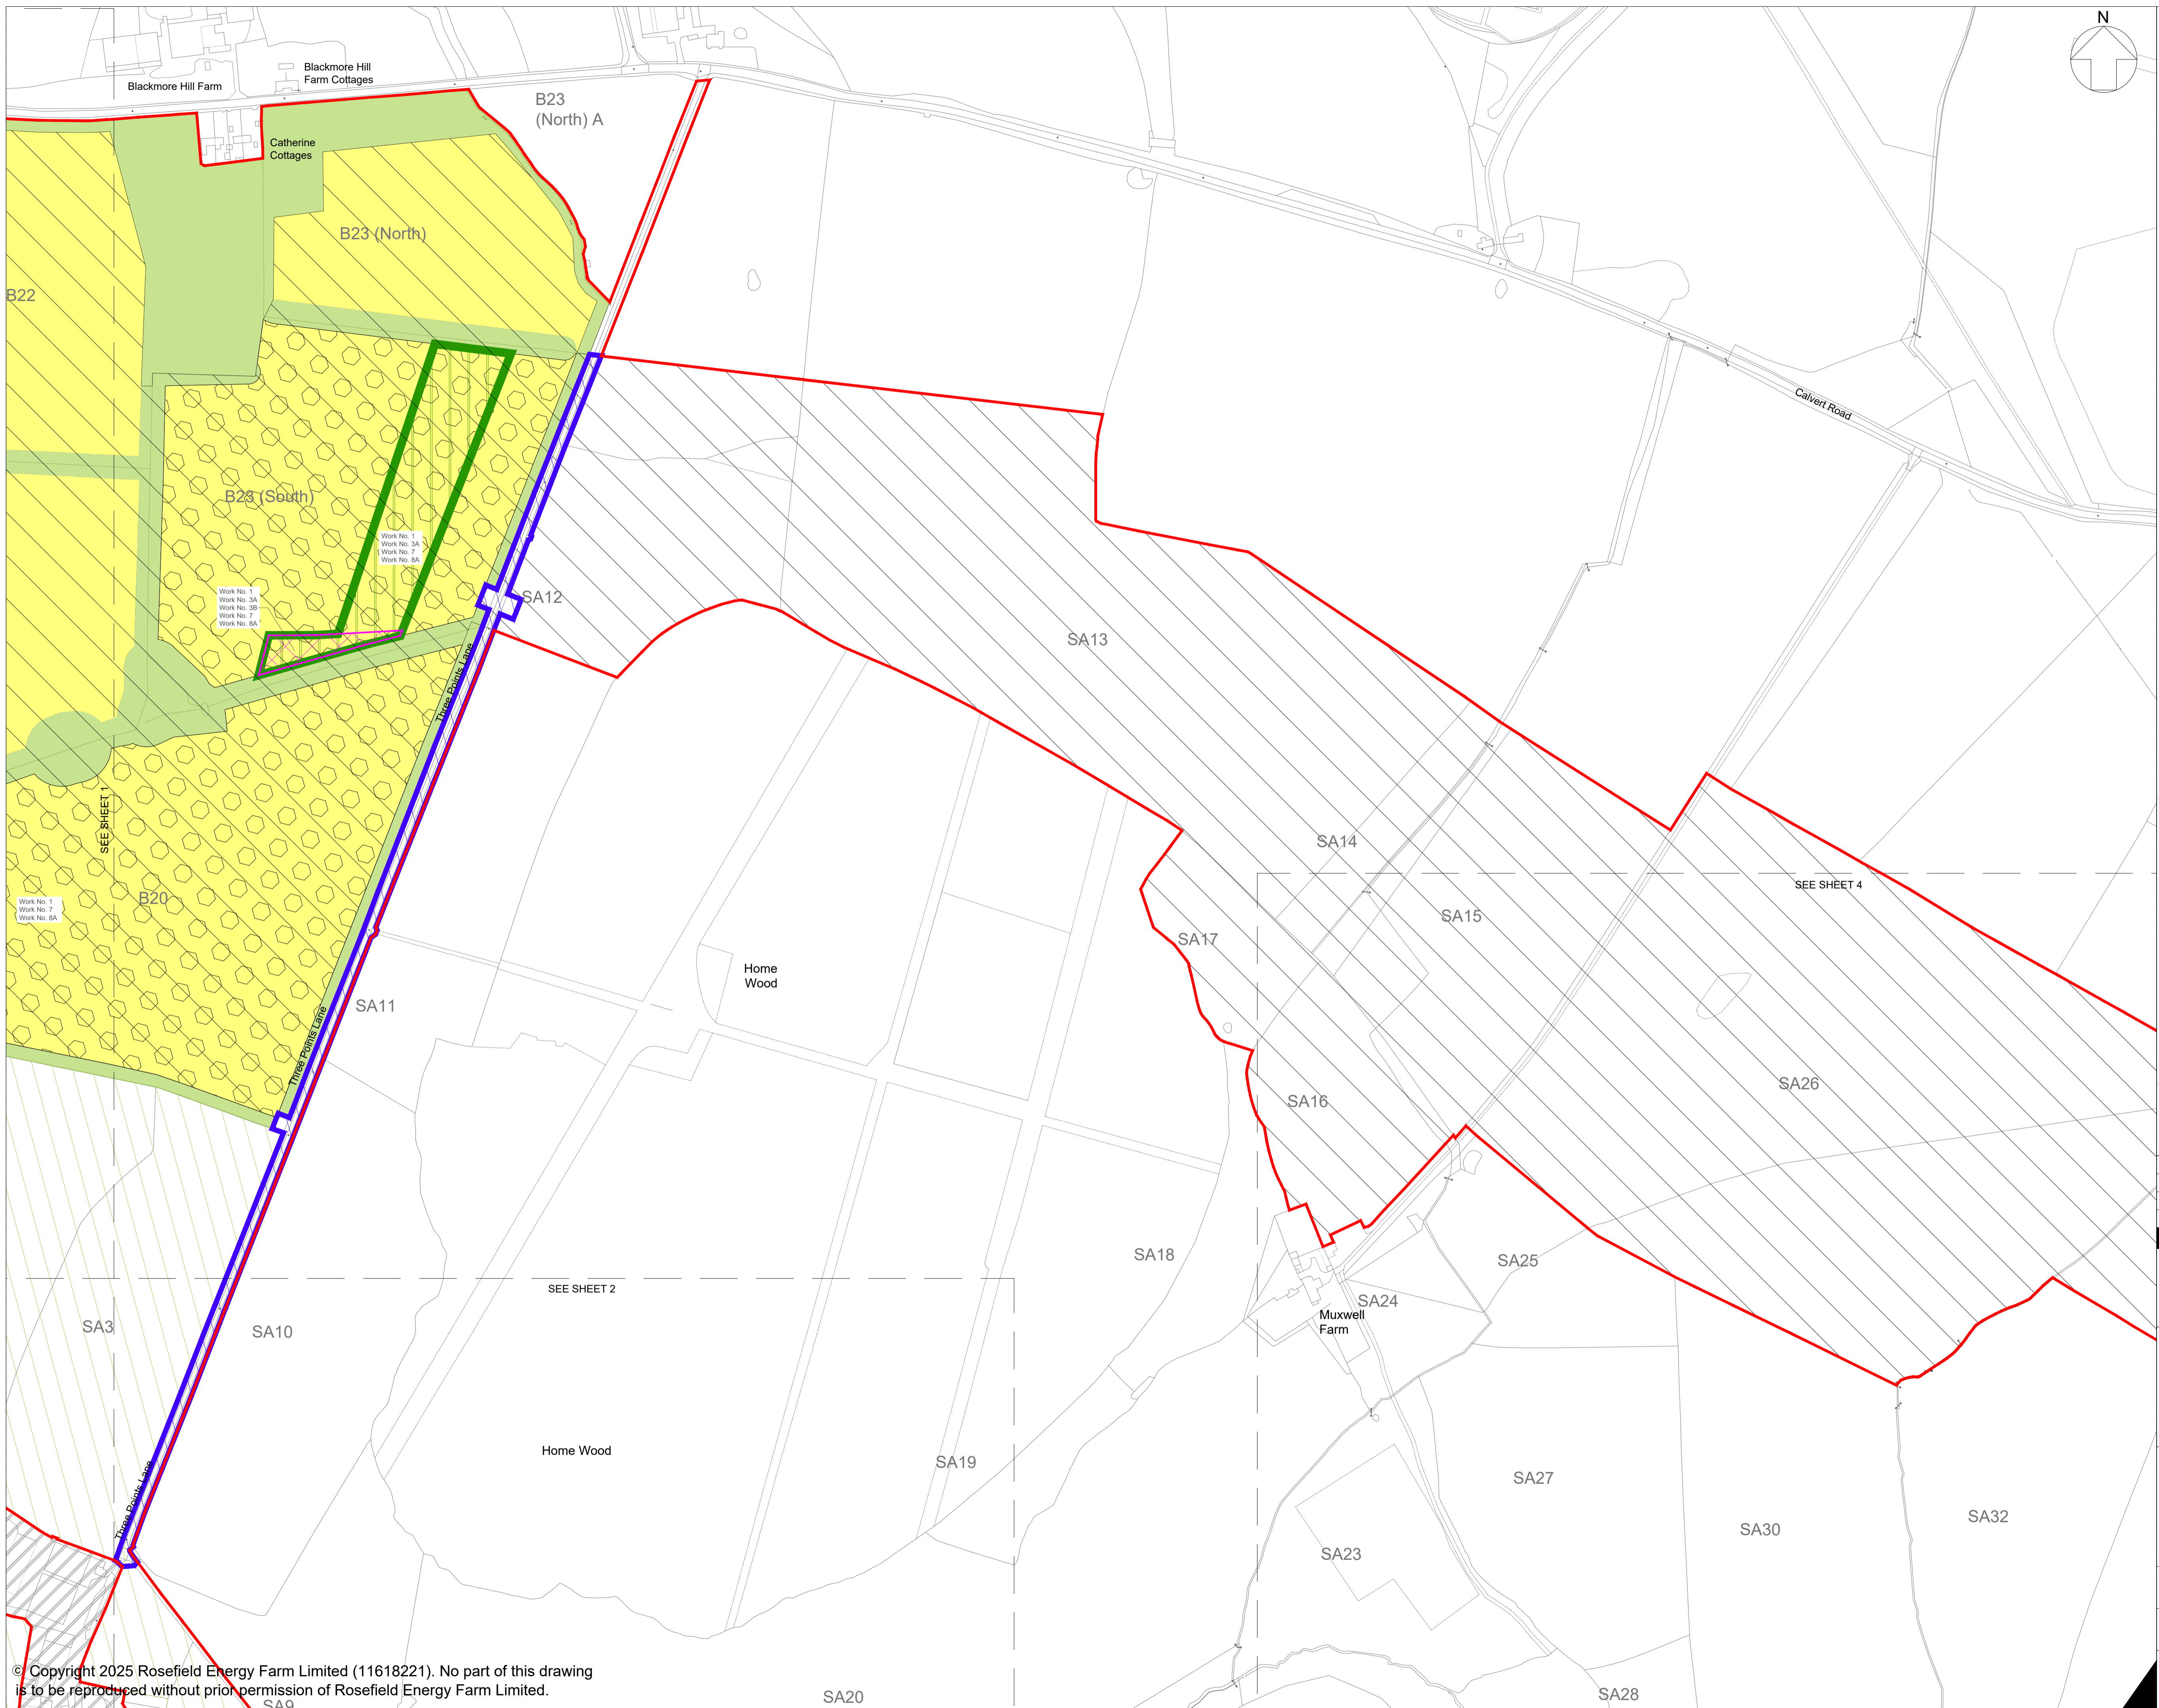 N
Blackmore Hill
Farm Cottages
Blackmore Hill Farm
B23
(North) A
Catherine
Cottages
B23 (North)
B22
Calvert Road
B23 (South)
Work No. 1
Work No. 3A
Work No. 7
Work No. 8A
Work No. 1
Work No. 3A
Work No. 3B
Work No. 7
Work No. 8A
SA12
SA13
Three Points Lane
SEE SHEET 1
SA14
SEE SHEET 4
B20
Work No. 1
Work No. 7
Work No. 8A
SA15
SA17
Home
Wood
SA11
Three Points Lane
SA26
SA16
SA18
SA25
SEE SHEET 2
SA24
Muxwell
Farm
SA3
SA10
Home Wood
SA19
SA27
Three Points Lane
SA32
SA30
SA23
© Copyright 2025 Rosefield Energy Farm Limited (11618221). No part of this drawing
is to be reproduced without prior permission of Rosefield Energy Farm Limited.
SA9
SA20
SA28